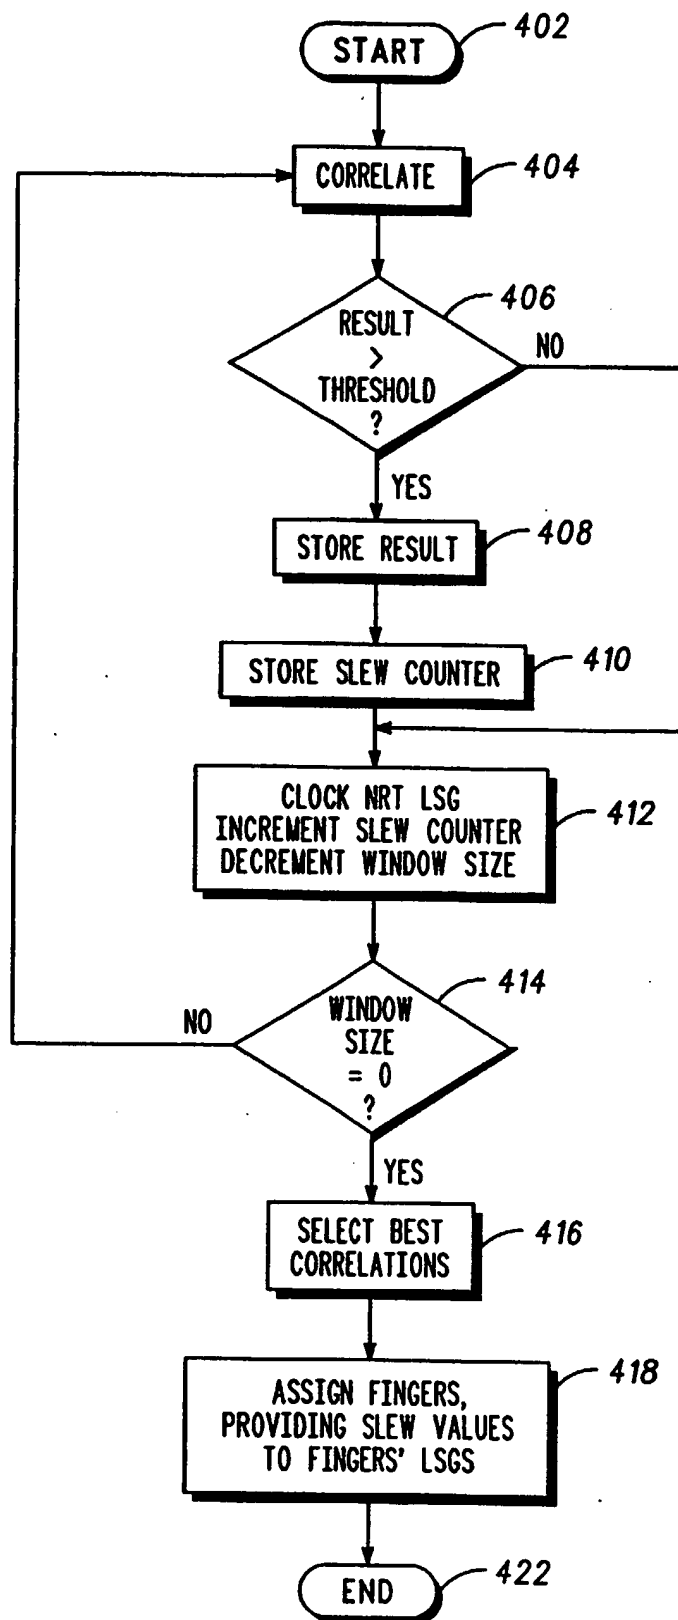 START
402
CORRELATE
404
406
RESULT
>
THRESHOLD
?
NO
YES
STORE RESULT
408
STORE SLEW COUNTER
410
CLOCK NRT LSG
INCREMENT SLEW COUNTER
DECREMENT WINDOW SIZE
412
414
WINDOW
SIZE
= 0
?
NO
YES
SELECT BEST
CORRELATIONS
416
ASSIGN FINGERS,
PROVIDING SLEW VALUES
TO FINGERS' LSGS
418
END
422